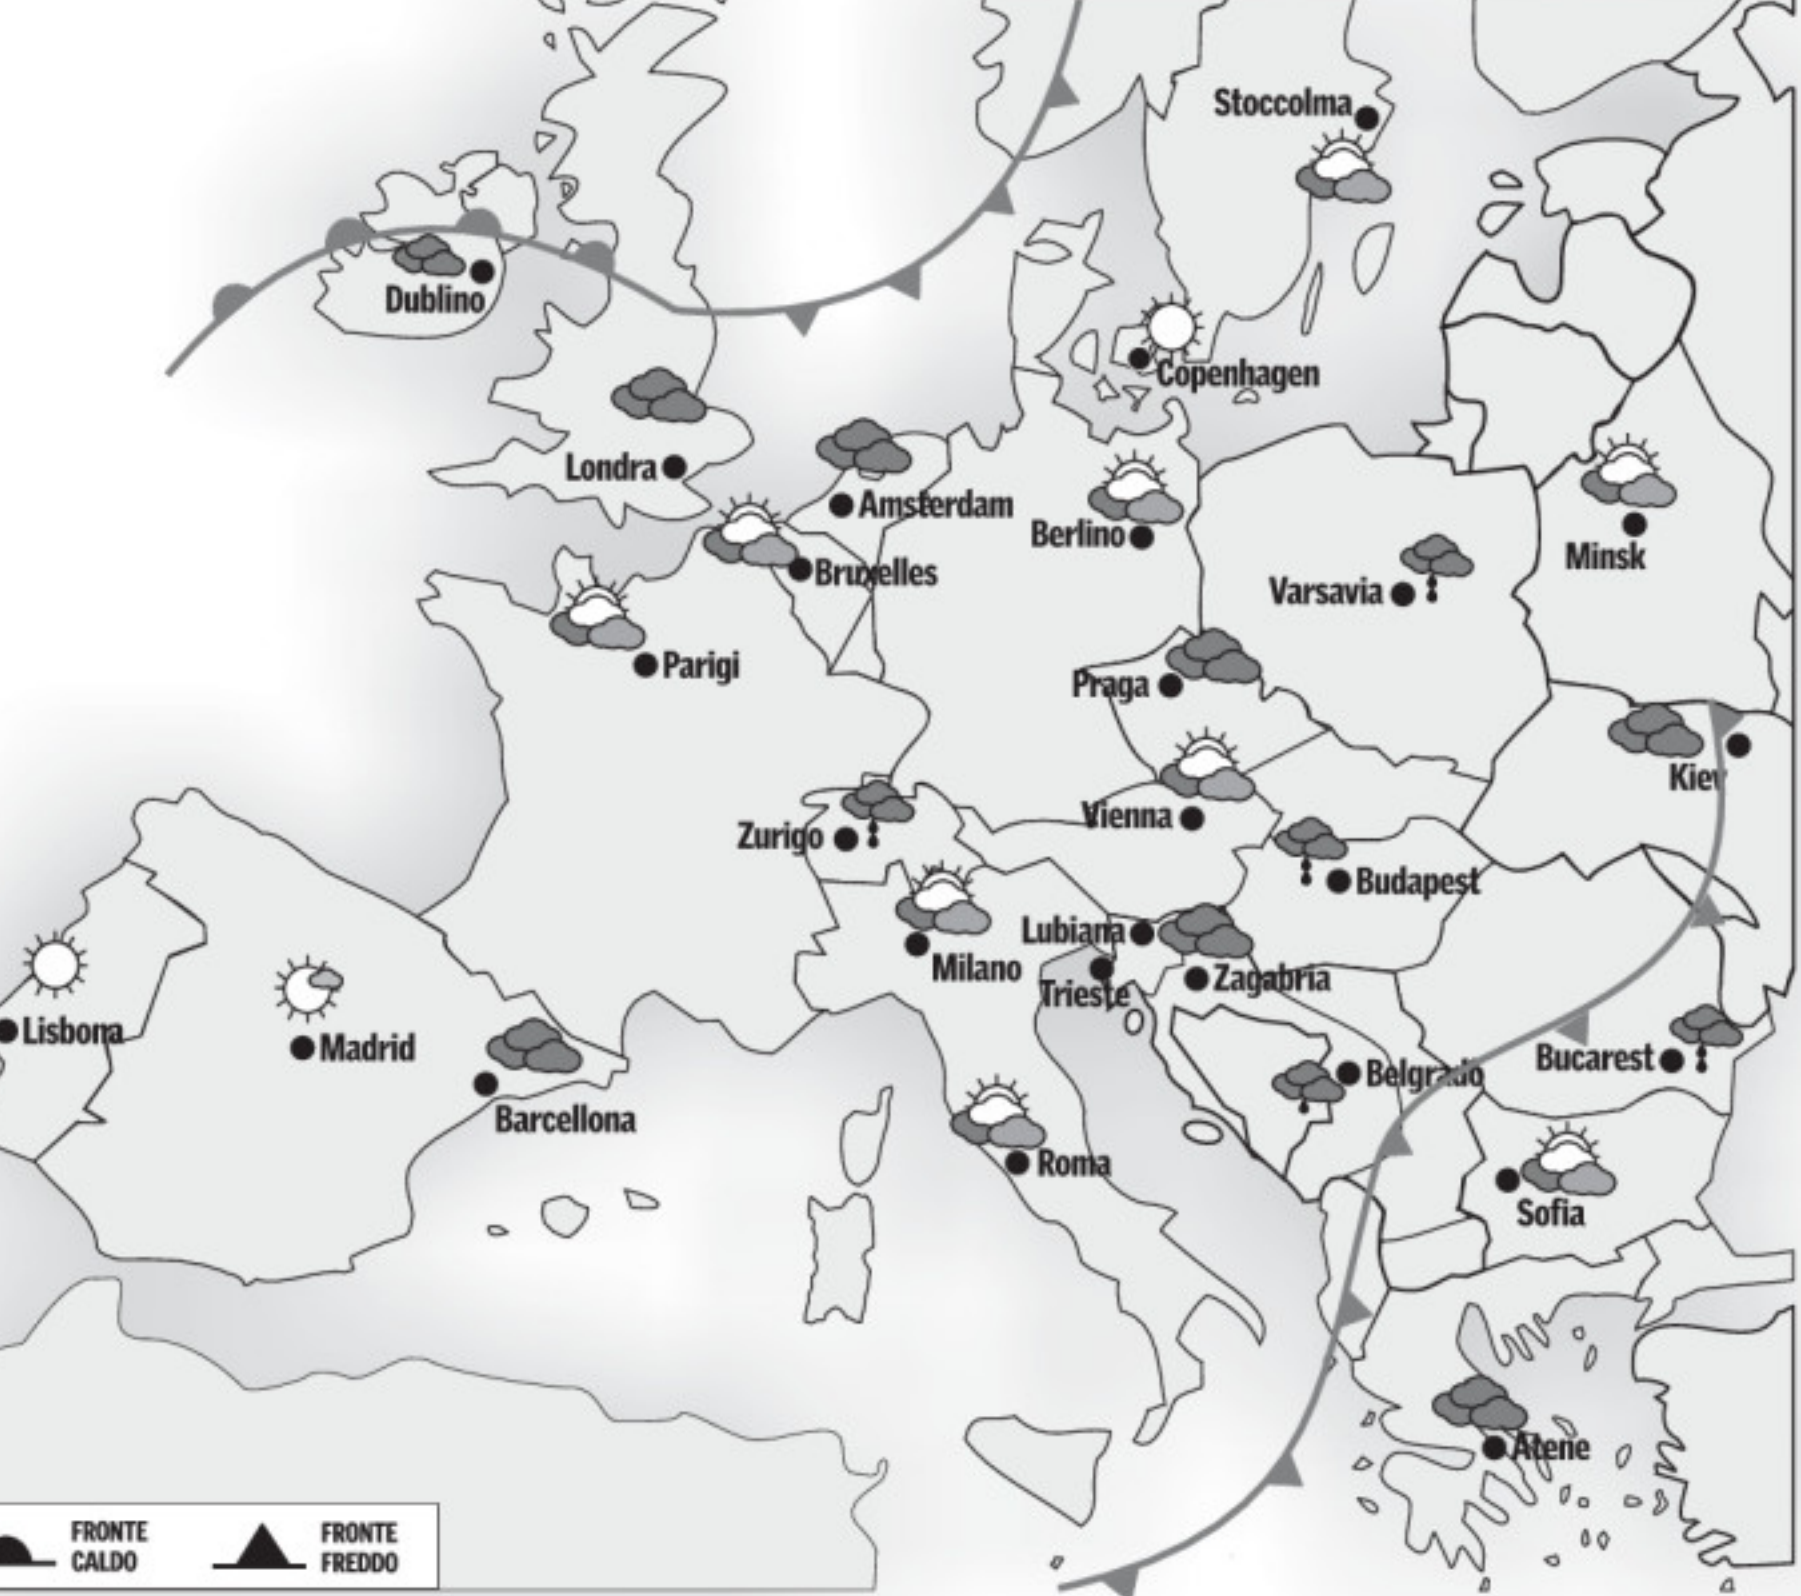 Stoccolma
Dublino
Copenhagen
Londra
Amsterdam
Berlino
Minsk
Bruxelles
Varsavia
Parigi
Praga
Kiev
Vienna
Zurigo
Budapest
Lubiana
Milano
Zagabria
Trieste
Lisbona
Madrid
Bucarest
Belgrado
Barcellona
Roma
Sofia
Atene
FRONTE
CALDO
FRONTE
FREDDO